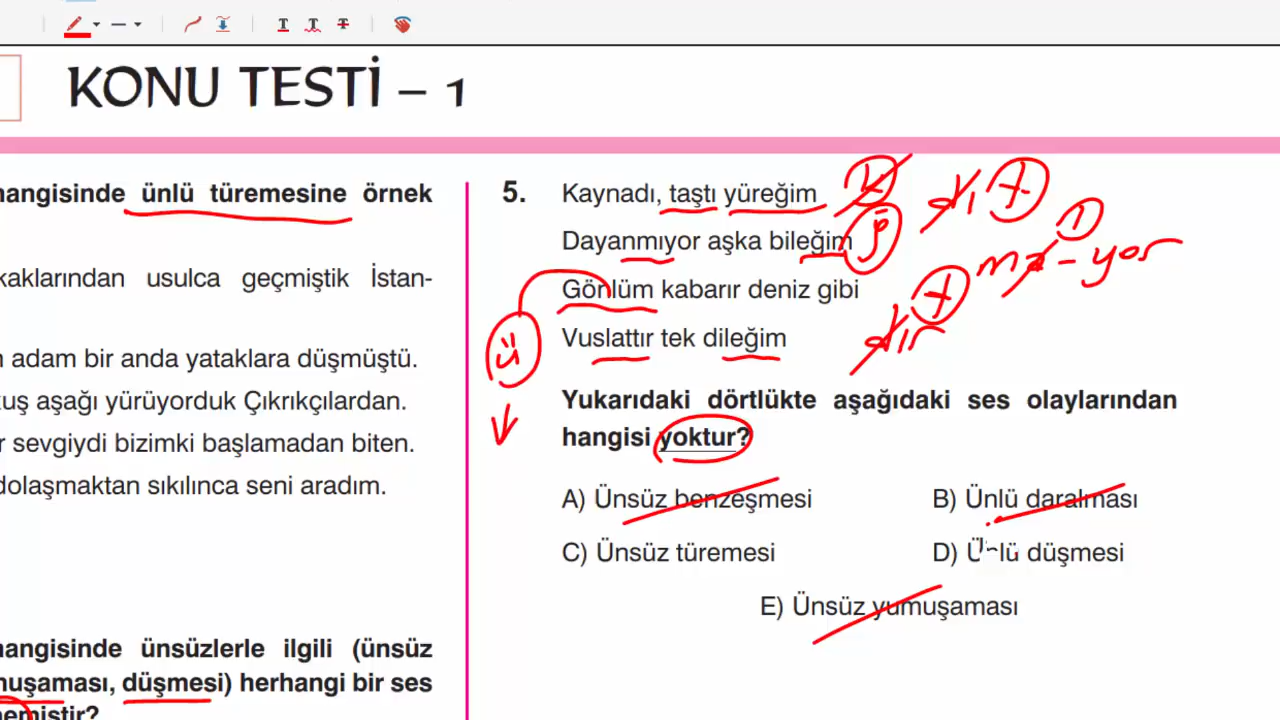 KONU TESTİ – 1
hangisinde ünlü türemesine örnek
kaklarından usulca geçmiştik İstan-
n adam bir anda yataklara düşmüştü.
kuş aşağı yürüyorduk Çıkrıkçılardan.
r sevgiydi bizimki başlamadan biten.
dolaşmaktan sıkılınca seni aradım.
hangisinde ünsüzlerle ilgili (ünsüz
muşaması, düşmesi) herhangi bir ses
nemiştir?
5. Kaynadı, taştı yüreğim
Dayanmıyor aşka bileğim
Gönlüm kabarır deniz gibi
Vuslattır tek dileğim
dı t
ma - yor
ı
dır t
ü
Yukarıdaki dörtlükte aşağıdaki ses olaylarından
hangisi yoktur?
A) Ünsüz benzeşmesi B) Ünlü daralması
C) Ünsüz türemesi D) Ünlü düşmesi
E) Ünsüz yumuşaması